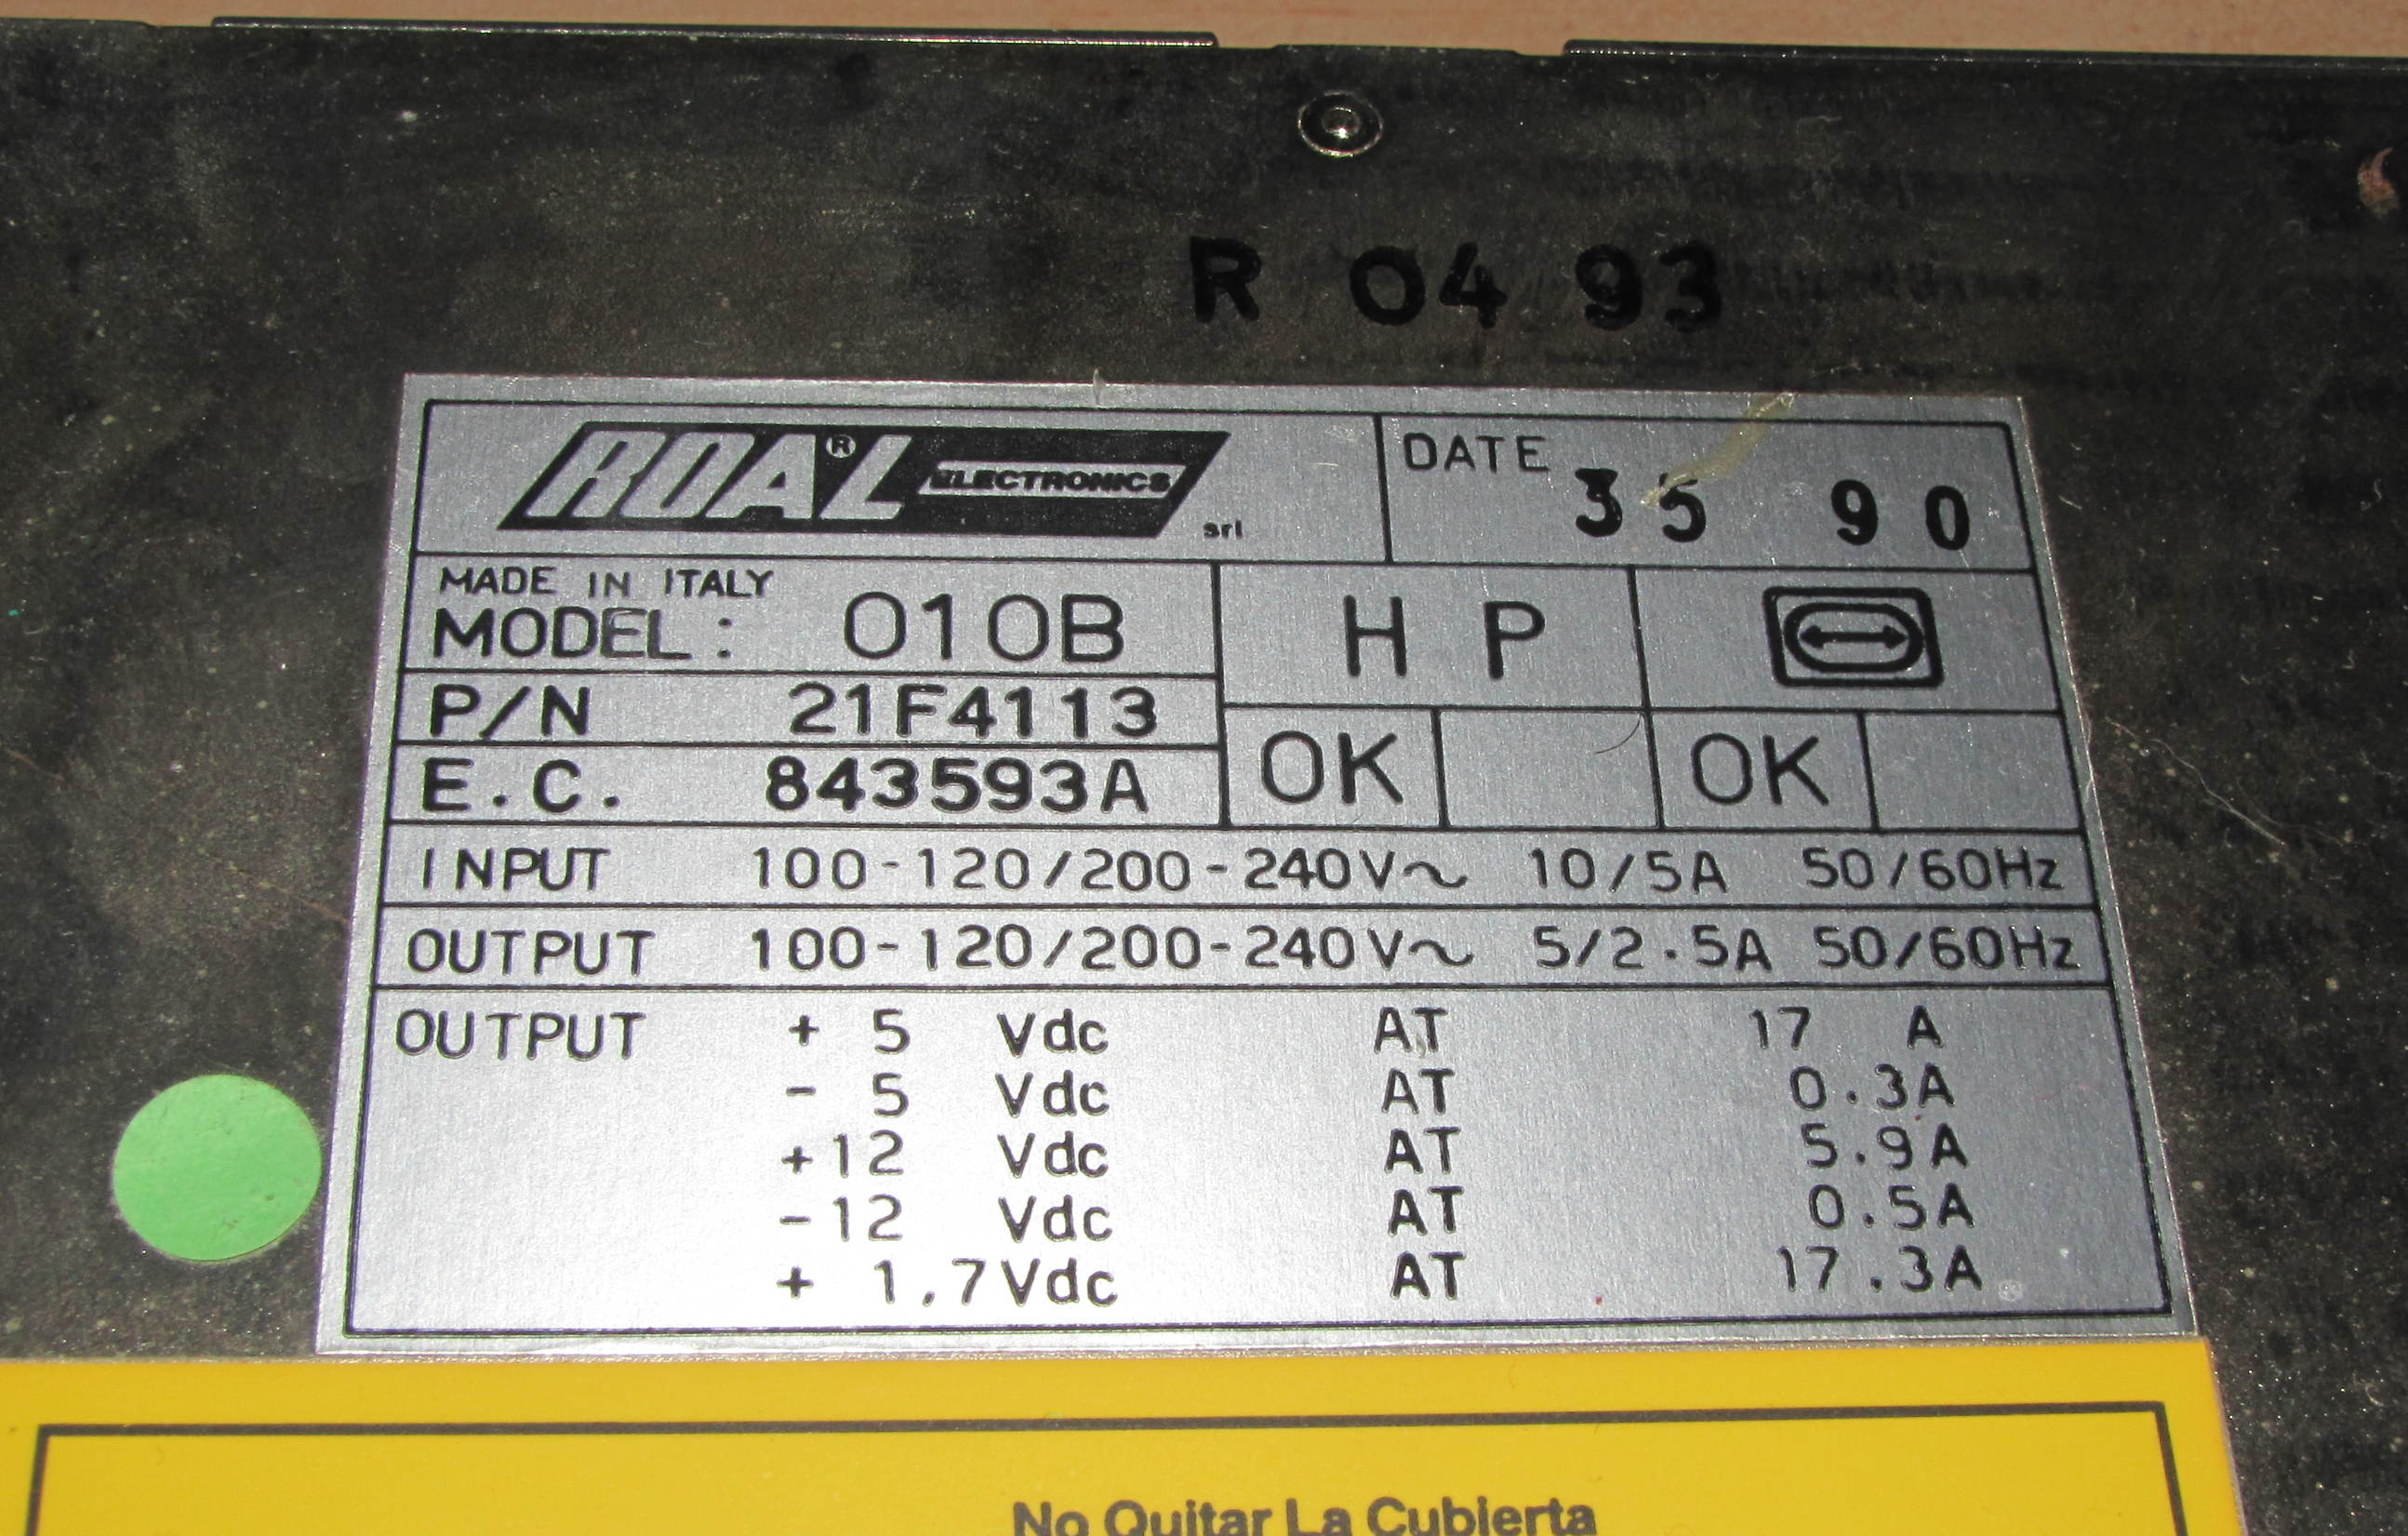 R 04 93
ROAL® ELECTRONICS srl
DATE 35 90
MADE IN ITALY
MODEL: 010B
H P
P/N 21F4113
OK OK
E.C. 843593A
INPUT 100-120/200-240V~ 10/5A 50/60Hz
OUTPUT 100-120/200-240V~ 5/2.5A 50/60Hz
OUTPUT + 5 Vdc AT 17 A
- 5 Vdc AT 0.3A
+12 Vdc AT 5.9A
-12 Vdc AT 0.5A
+ 1,7Vdc AT 17.3A
No Quitar La Cubierta